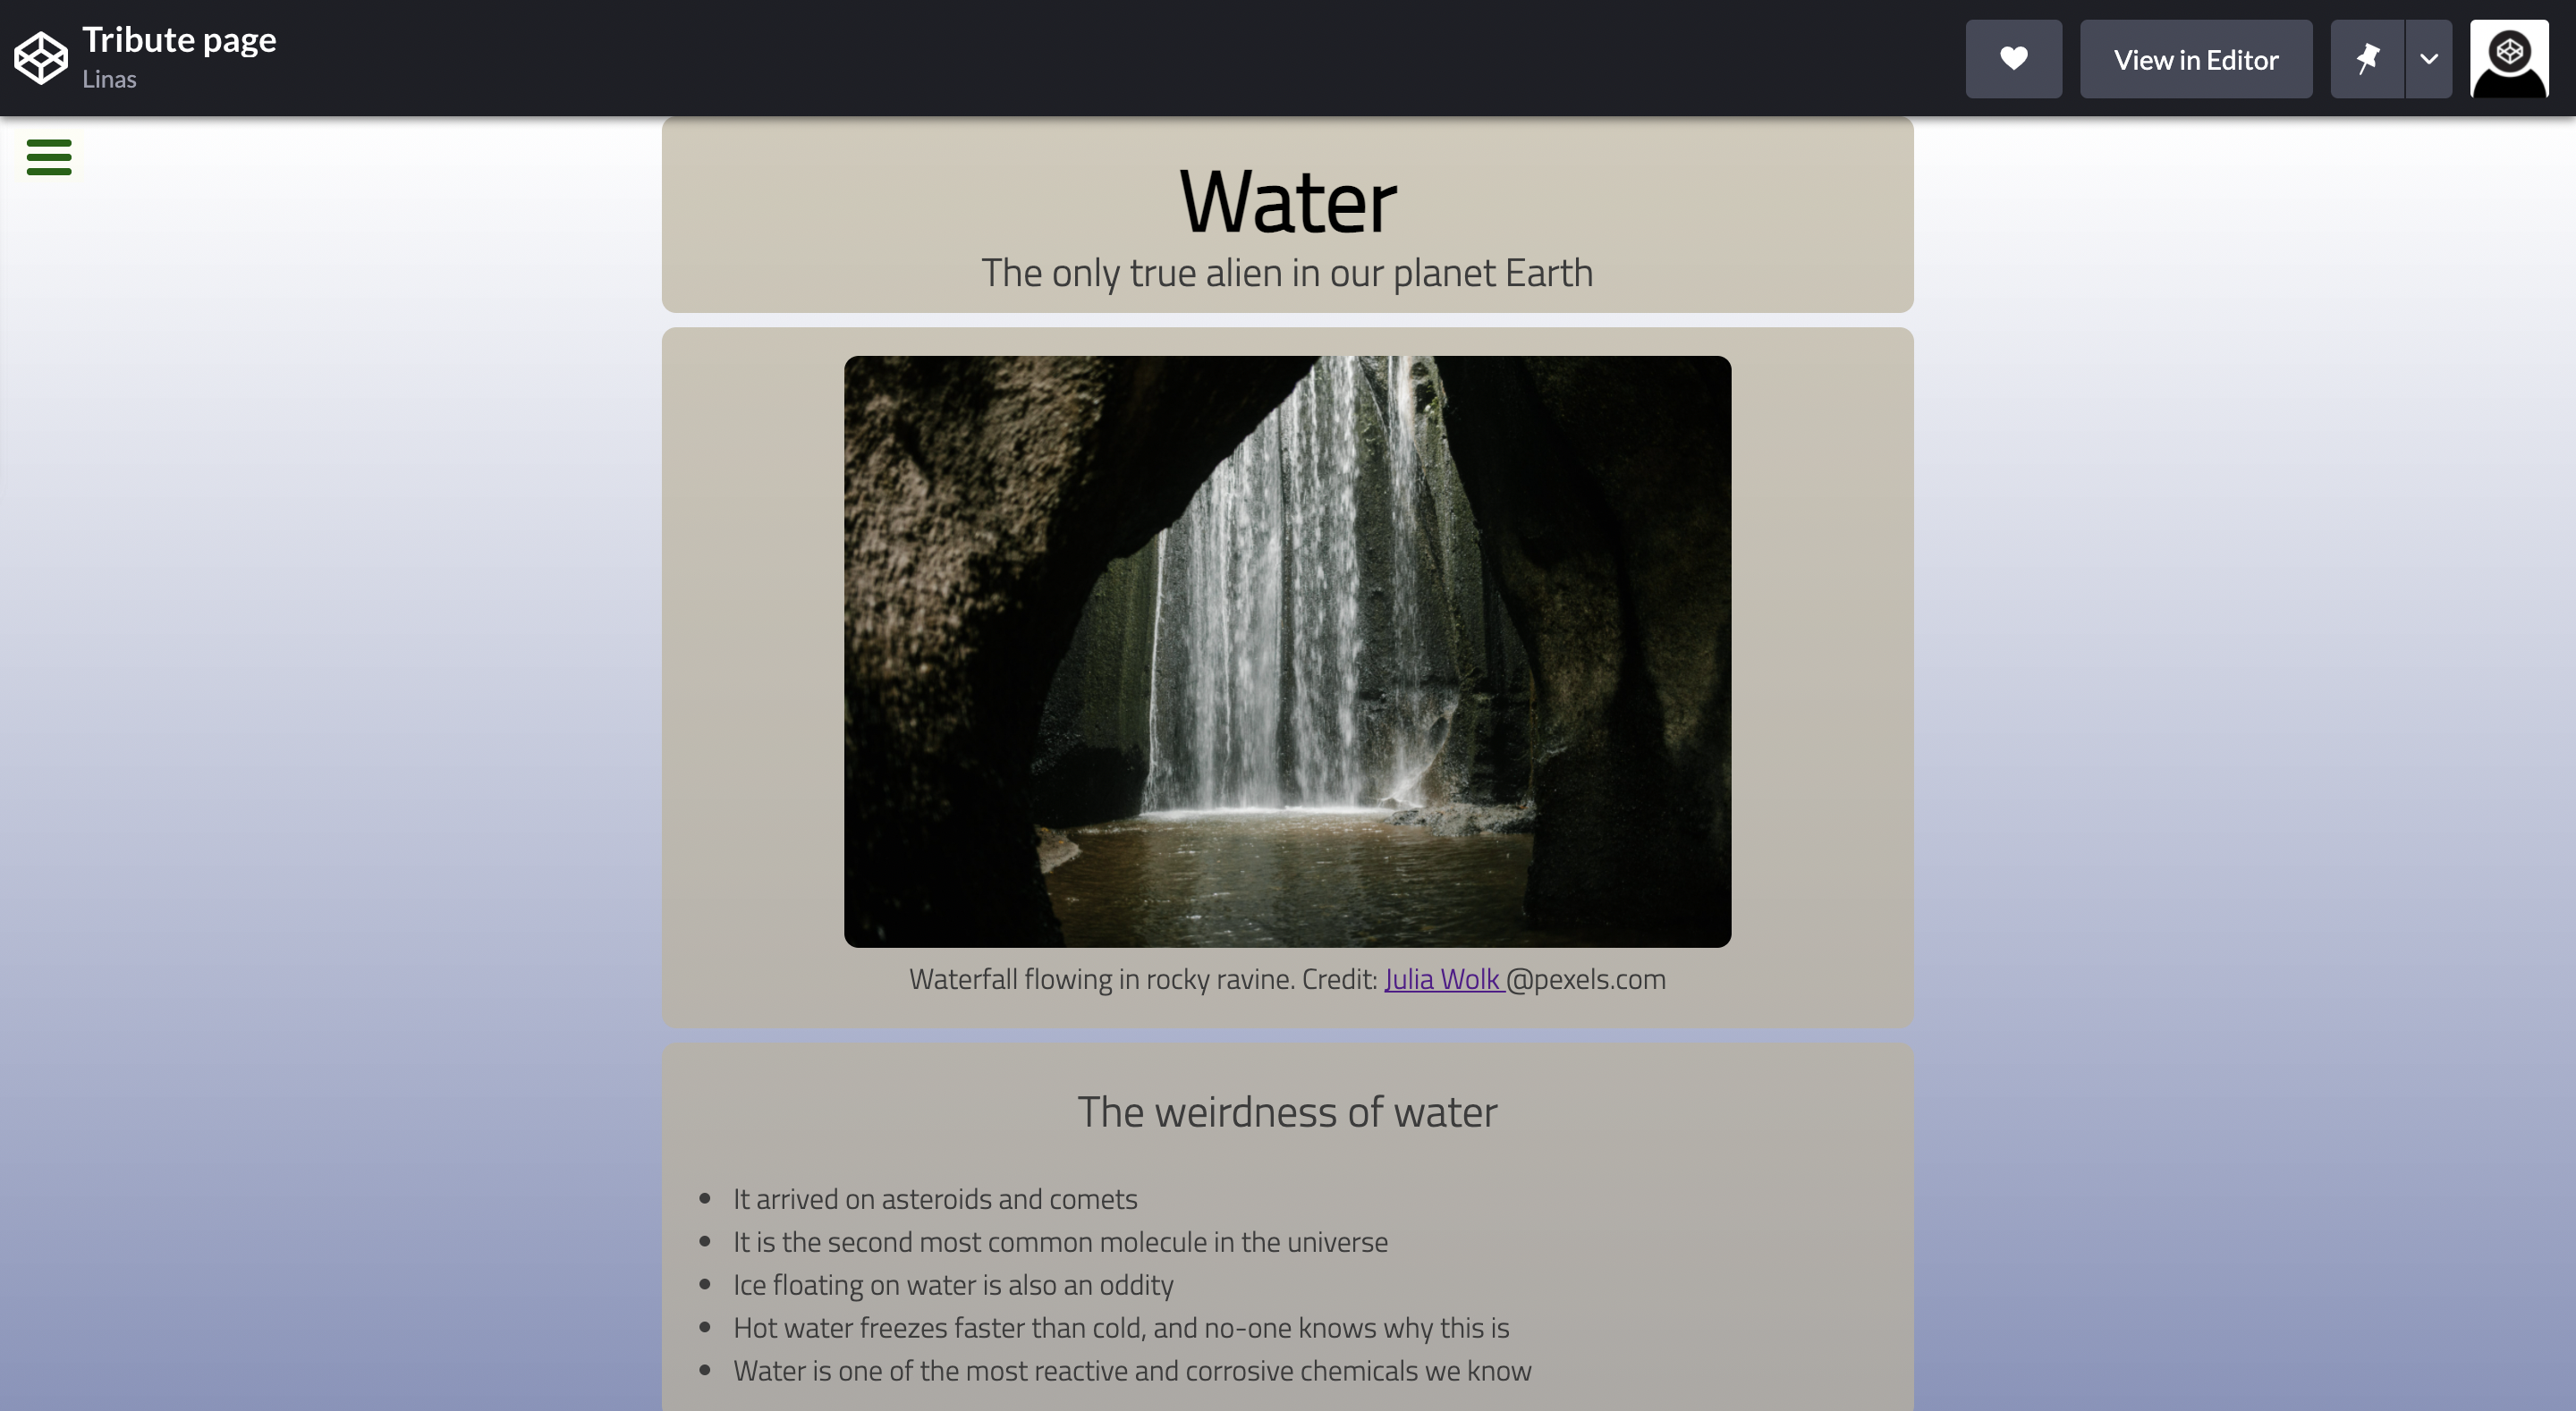 Tribute page
Linas
View in Editor
Water
The only true alien in our planet Earth
Waterfall flowing in rocky ravine. Credit: Julia Wolk @pexels.com
The weirdness of water
It arrived on asteroids and comets
It is the second most common molecule in the universe
Ice floating on water is also an oddity
Hot water freezes faster than cold, and no-one knows why this is
Water is one of the most reactive and corrosive chemicals we know